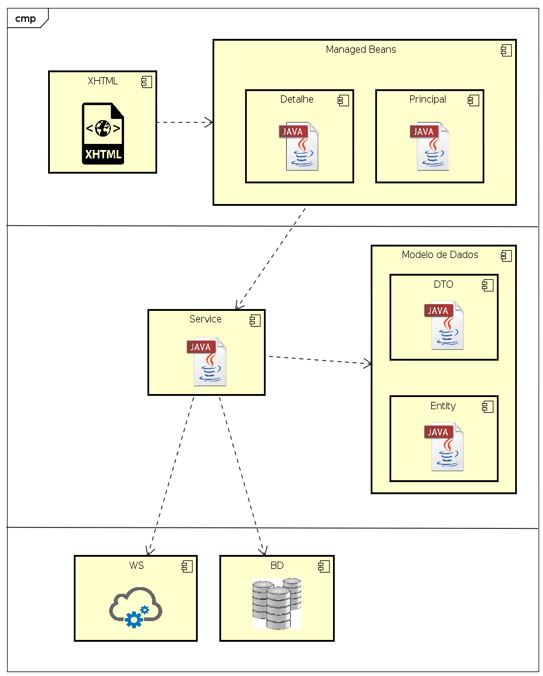 cmp
Managed Beans
XHTML
<>
XHTML
Detalhe
JAVA
Principal
JAVA
Modelo de Dados
DTO
JAVA
Service
JAVA
Entity
JAVA
WS
BD